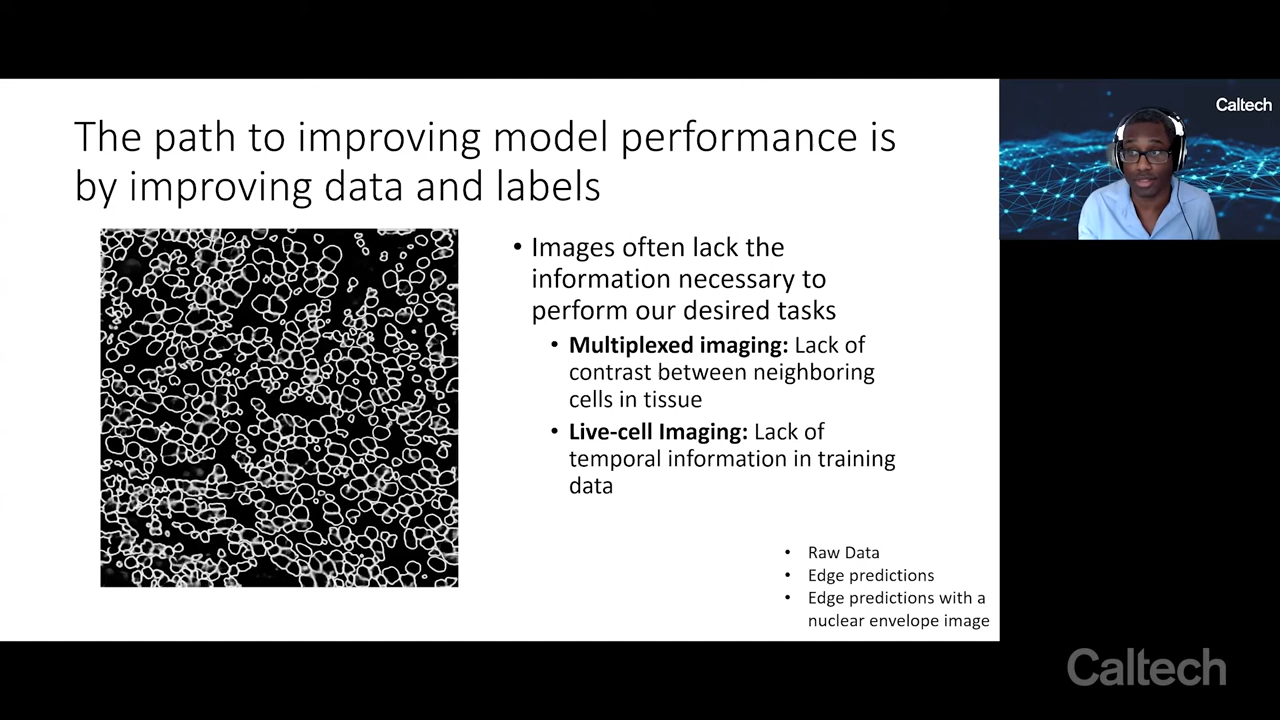 The path to improving model performance is
by improving data and labels
• Images often lack the
information necessary to
perform our desired tasks
• Multiplexed imaging: Lack of
contrast between neighboring
cells in tissue
• Live-cell Imaging: Lack of
temporal information in training
data
• Raw Data
• Edge predictions
• Edge predictions with a
nuclear envelope image
Caltech
Caltech